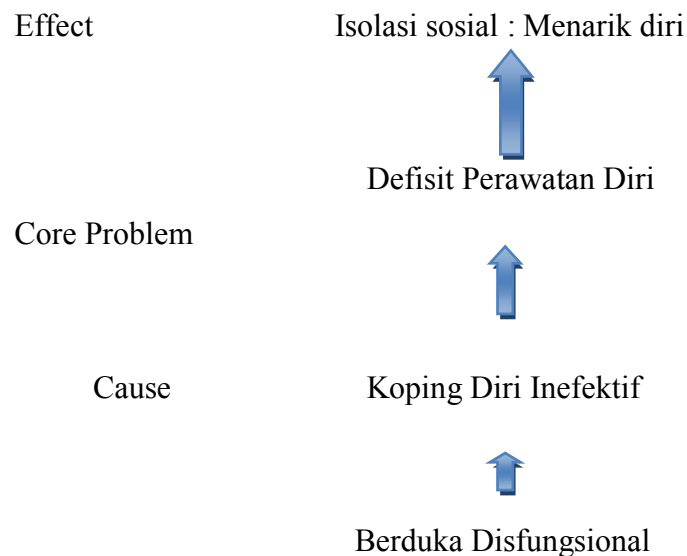 Effect Isolasi sosial : Menarik diri
Defisit Perawatan Diri
Core Problem
Cause Koping Diri Inefektif
Berduka Disfungsional